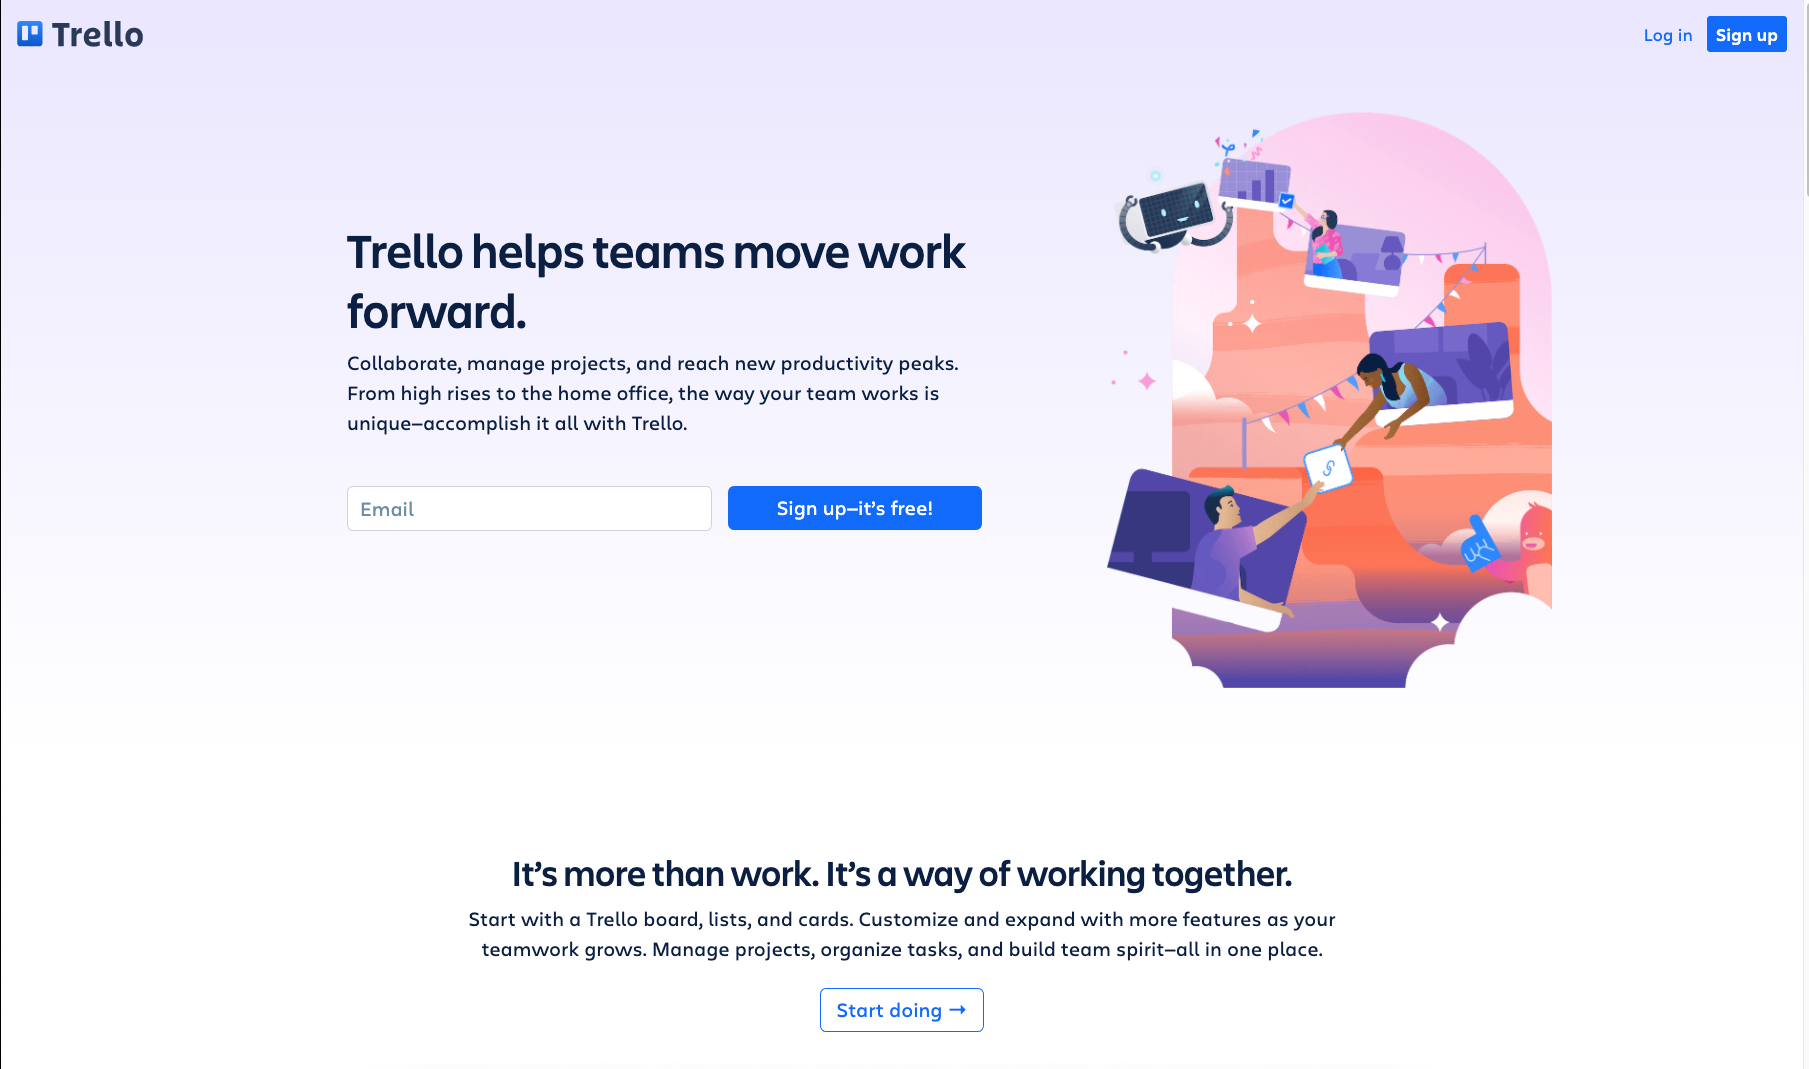 Trello
Log in
Sign up
Trello helps teams move work
forward.
Collaborate, manage projects, and reach new productivity peaks.
From high rises to the home office, the way your team works is
unique—accomplish it all with Trello.
Email
Sign up—it’s free!
It’s more than work. It’s a way of working together.
Start with a Trello board, lists, and cards. Customize and expand with more features as your
teamwork grows. Manage projects, organize tasks, and build team spirit—all in one place.
Start doing →